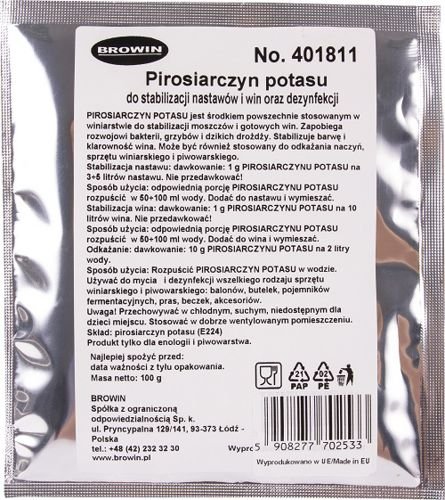 BROWIN
No. 401811
Pirosiarczyn potasu
do stabilizacji nastawów i win oraz dezynfekcji
PIROSIARCZYN POTASU jest środkiem powszechnie stosowanym w
winiarstwie do stabilizacji moszczów i gotowych win. Zapobiega
rozwojowi bakterii, grzybów i dzikich drożdży. Stabilizuje barwę i
klarowność wina. Może być również stosowany do odkażania naczyń,
sprzętu winiarskiego i piwowarskiego.
Stabilizacja nastawu: dawkowanie: 1 g PIROSIARCZYNU POTASU na
3÷5 litrów nastawu. Nie przedawkować!
Sposób użycia: odpowiednią porcję PIROSIARCZYNU POTASU
rozpuścić w 50÷100 ml wody. Dodać do nastawu i wymieszać.
Stabilizacja wina: dawkowanie: 1 g PIROSIARCZYNU POTASU na 10
litrów wina. Nie przedawkować!
Sposób użycia: odpowiednią porcję PIROSIARCZYNU POTASU
rozpuścić w 50÷100 ml wody. Dodać do wina i wymieszać.
Odkażanie: dawkowanie: 10 g PIROSIARCZYNU POTASU na 2 litry
wody.
Sposób użycia: Rozpuścić PIROSIARCZYN POTASU w wodzie.
Używać do mycia i dezynfekcji wszelkiego rodzaju sprzętu
winiarskiego i piwowarskiego: balonów, butelek, pojemników
fermentacyjnych, pras, beczek, akcesoriów.
Uwaga! Przechowywać w chłodnym, suchym, niedostępnym dla
dzieci miejscu. Stosować w dobrze wentylowanym pomieszczeniu.
Skład: pirosiarczyn potasu (E224)
Produkt tylko dla enologii i piwowarstwa.
Najlepiej spożyć przed:
data ważności z tyłu opakowania.
Masa netto: 100 g
21
PAP
02
PE
BROWIN
Spółka z ograniczoną
odpowiedzialnością Sp. k.
ul. Pryncypalna 129/141, 93-373 Łódź -
Polska
tel.: +48 (42) 232 32 30
www.browin.pl
5 908277 702533
Wyprodukowano w UE/Made in EU